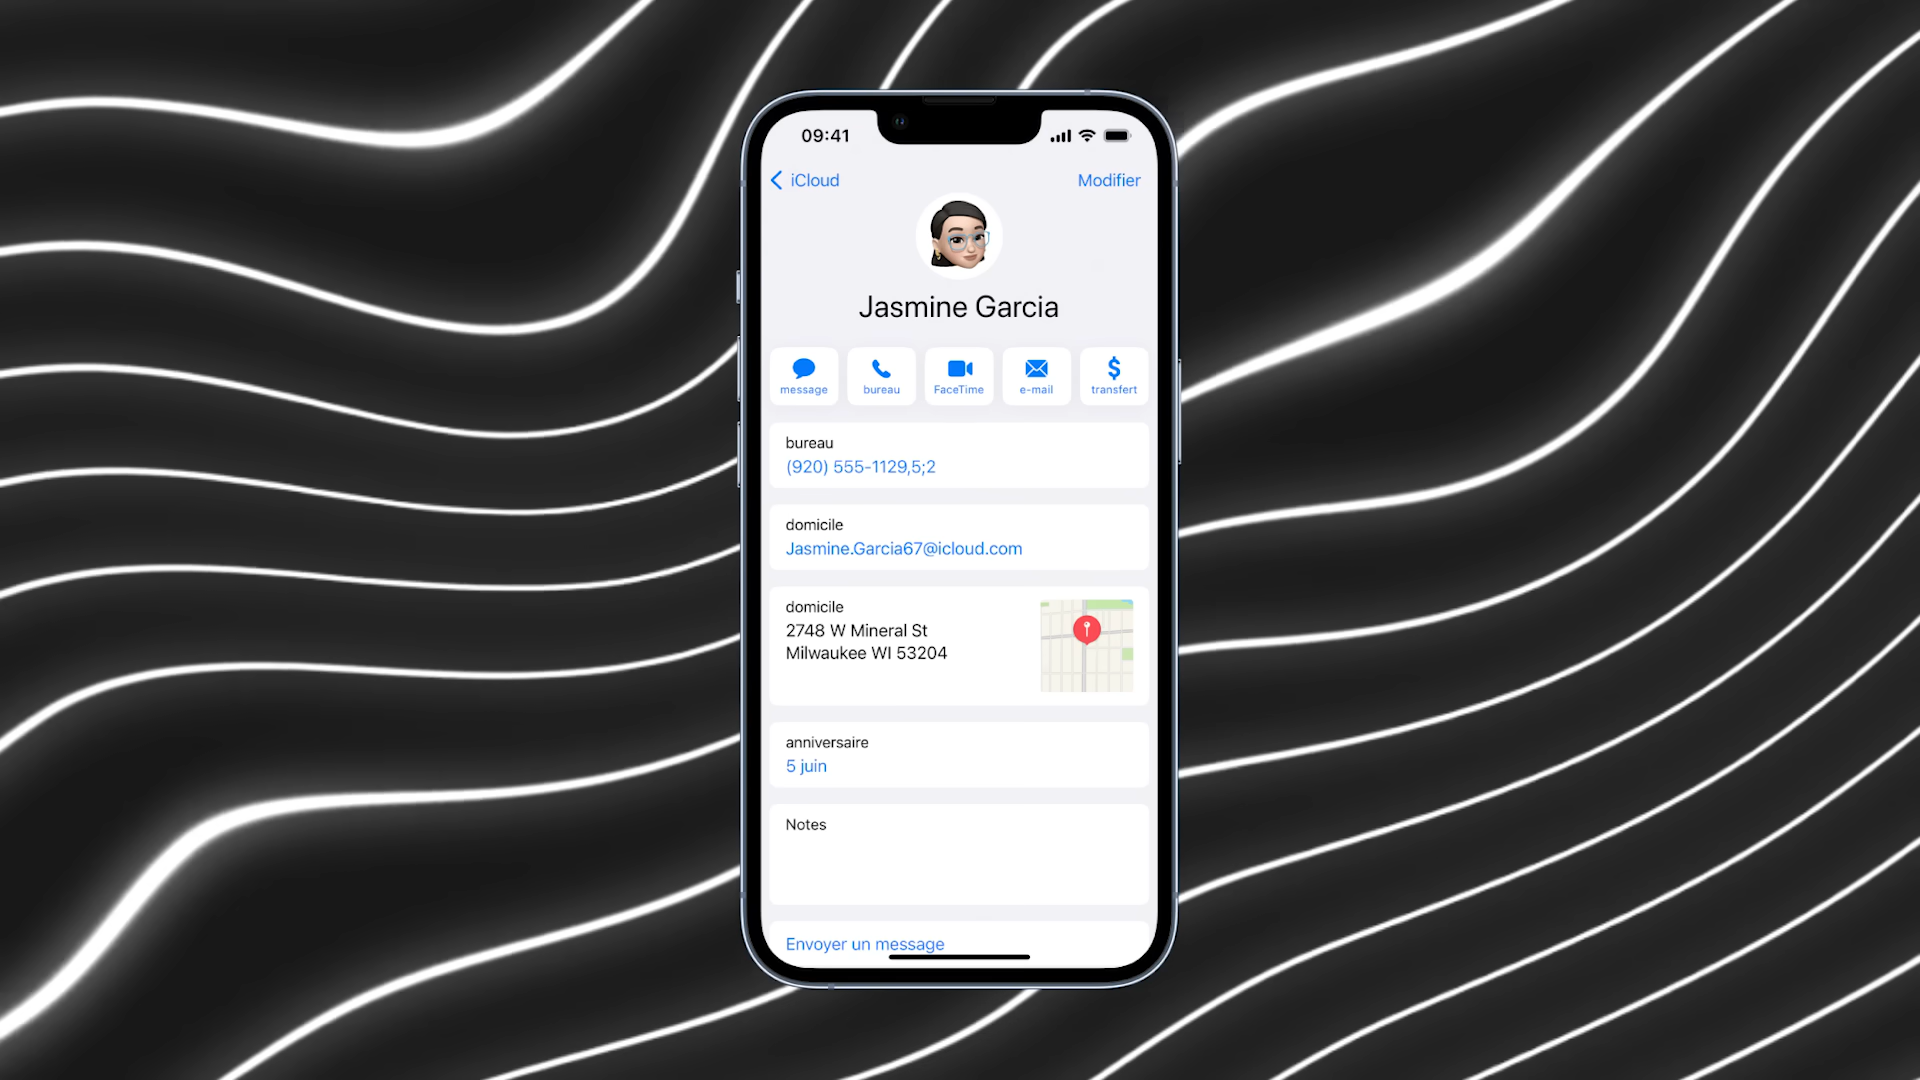 09:41
iCloud
Modifier
Jasmine Garcia
message
bureau
FaceTime
e-mail
$
transfert
bureau
(920) 555-1129,5;2
domicile
Jasmine.Garcia67@icloud.com
domicile
2748 W Mineral St
Milwaukee WI 53204
anniversaire
5 juin
Notes
Envoyer un message